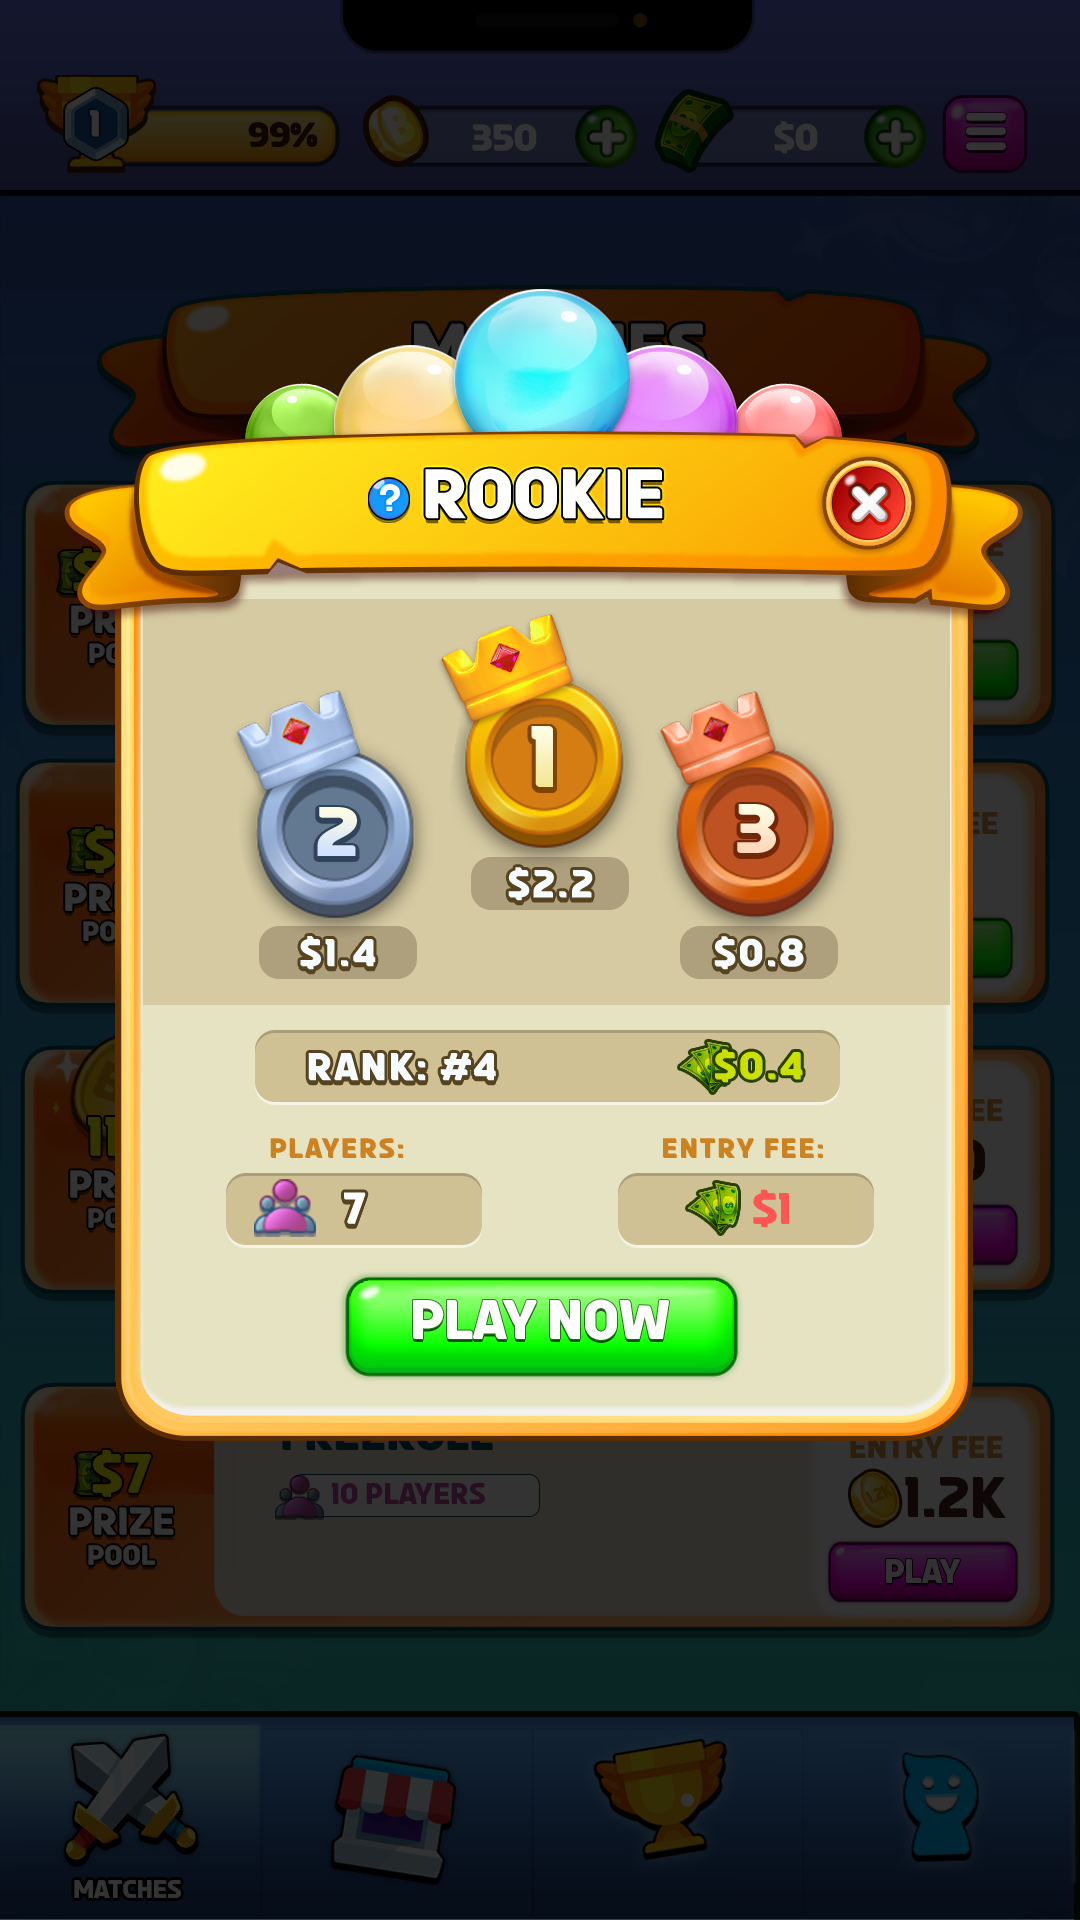 1
99%
350
$0
? ROOKIE
1
2
3
$2.2
$1.4
$0.8
RANK: #4
$0.4
PLAYERS:
ENTRY FEE:
7
$1
PLAY NOW
$7
PRIZE
POOL
10 PLAYERS
ENTRY FEE
1.2K
PLAY
MATCHES